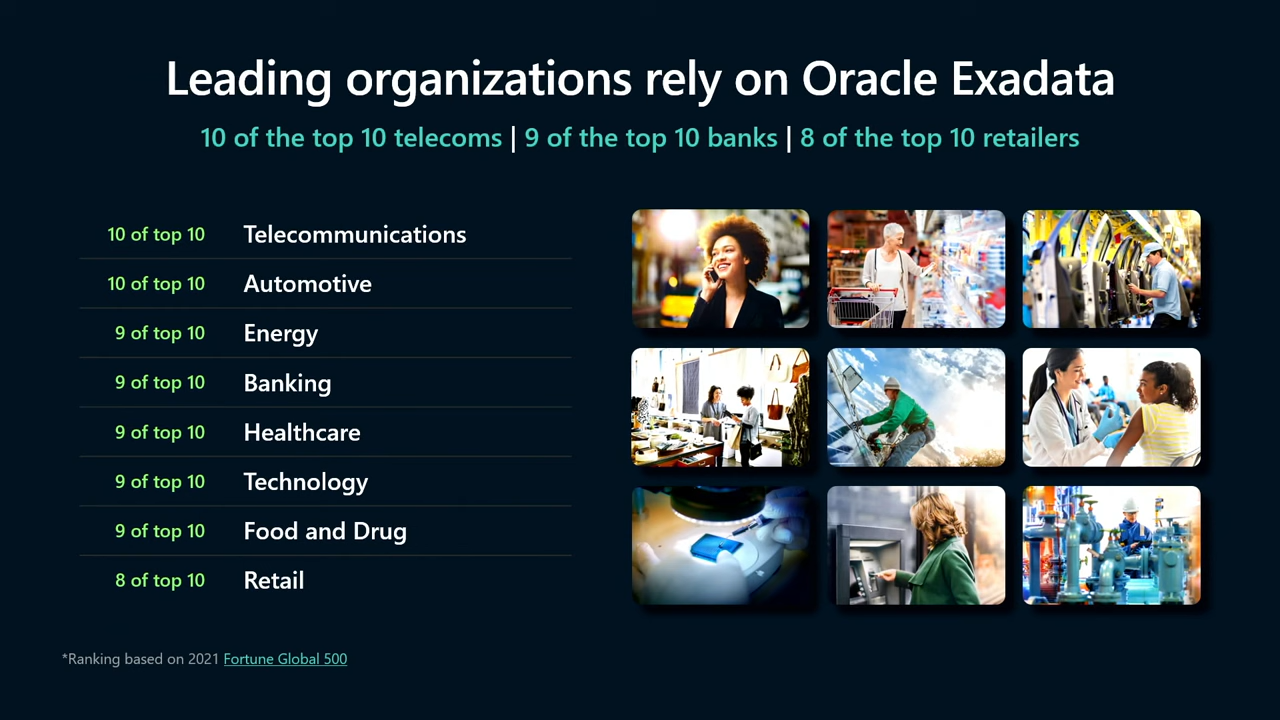 Leading organizations rely on Oracle Exadata
10 of the top 10 telecoms | 9 of the top 10 banks | 8 of the top 10 retailers
10 of top 10 Telecommunications
10 of top 10 Automotive
9 of top 10 Energy
9 of top 10 Banking
9 of top 10 Healthcare
9 of top 10 Technology
9 of top 10 Food and Drug
8 of top 10 Retail
*Ranking based on 2021 Fortune Global 500